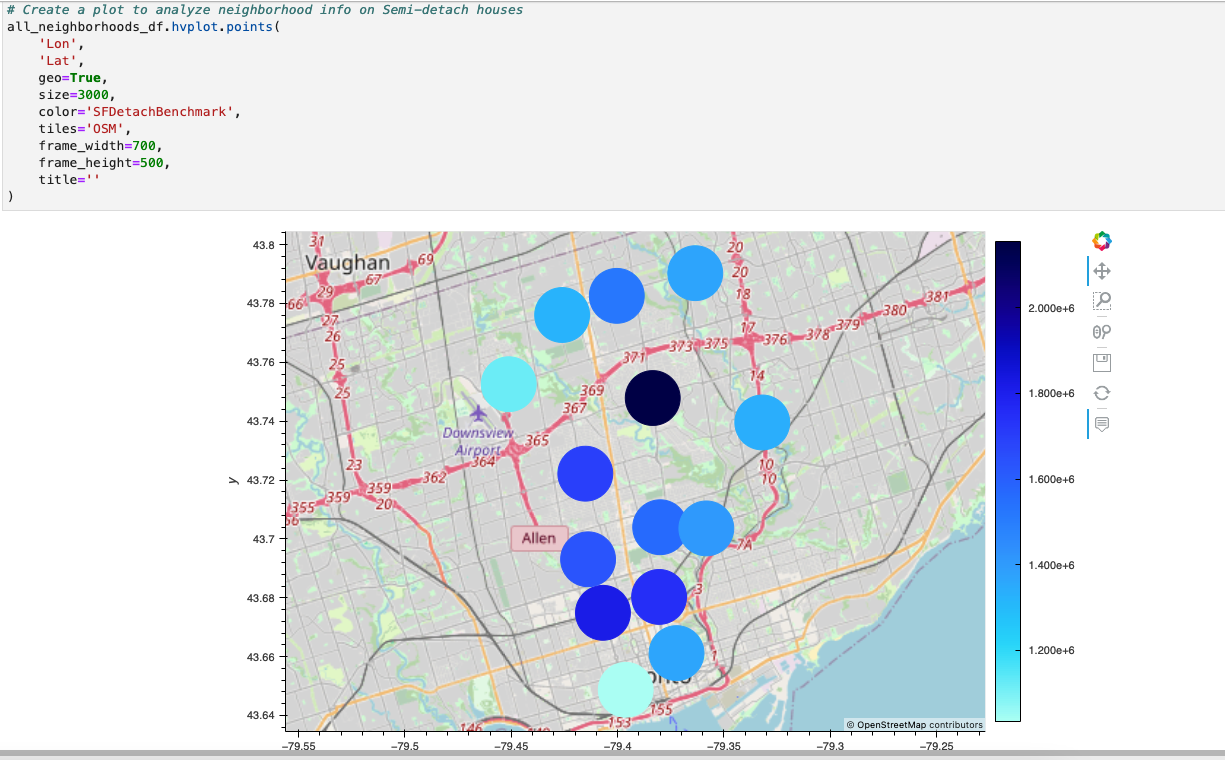 # Create a plot to analyze neighborhood info on Semi-detach houses
all_neighborhoods_df.hvplot.points(
    'Lon',
    'Lat',
    geo=True,
    size=3000,
    color='SFDetachBenchmark',
    tiles='OSM',
    frame_width=700,
    frame_height=500,
    title=''
)
43.8
43.78
43.76
43.74
43.72
43.7
43.68
43.66
43.64
y
31
Vaughan
69
67
66
29
27
26
25
25
23
359
359
355
56
20
362
364
365
367
369
371
373
375
376
378
379
380
381
20
20
18
17
14
10
10
7A
3
1
155
153
146
Downsview
Airport
Allen
onto
© OpenStreetMap contributors
−79.55
−79.5
−79.45
−79.4
−79.35
−79.3
−79.25
2.000e+6
1.800e+6
1.600e+6
1.400e+6
1.200e+6